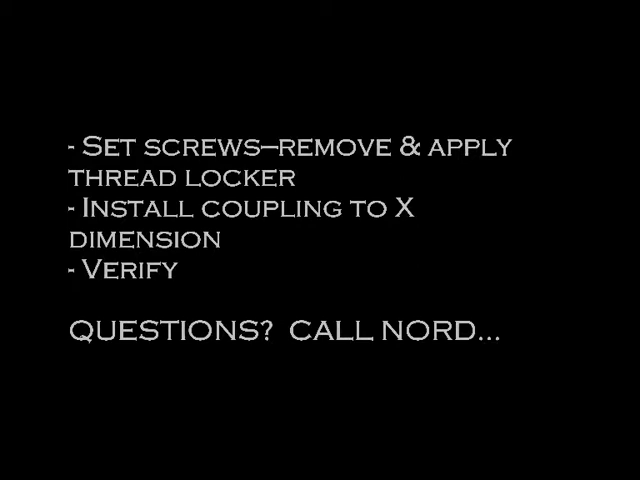 - Set screws—remove & apply
thread locker
- Install coupling to X
dimension
- Verify
QUESTIONS? CALL NORD...